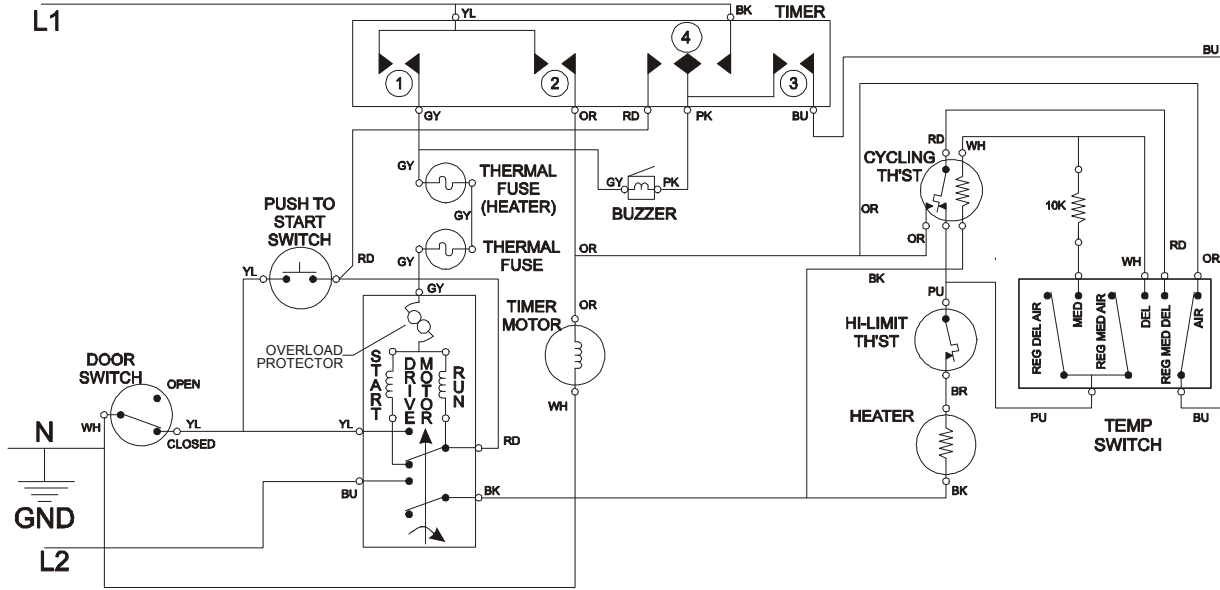 L1
YL
BK
TIMER
4
1
2
3
BU
GY
OR
RD
PK
BU
GY
THERMAL
FUSE
(HEATER)
GY
PK
BUZZER
RD
WH
CYCLING
TH'ST
10K
PUSH TO
START
SWITCH
GY
OR
OR
YL
RD
GY
THERMAL
FUSE
OR
BK
WH
RD
OR
GY
TIMER
MOTOR
OR
PU
HI-LIMIT
TH'ST
REG DEL AIR
MED
REG MED AIR
DEL
REG MED DEL
AIR
OVERLOAD
PROTECTOR
START
DRIVE
MOTOR
RUN
DOOR
SWITCH
OPEN
WH
YL
CLOSED
YL
WH
BR
HEATER
PU
TEMP
SWITCH
BU
N
RD
BU
BK
BK
GND
L2